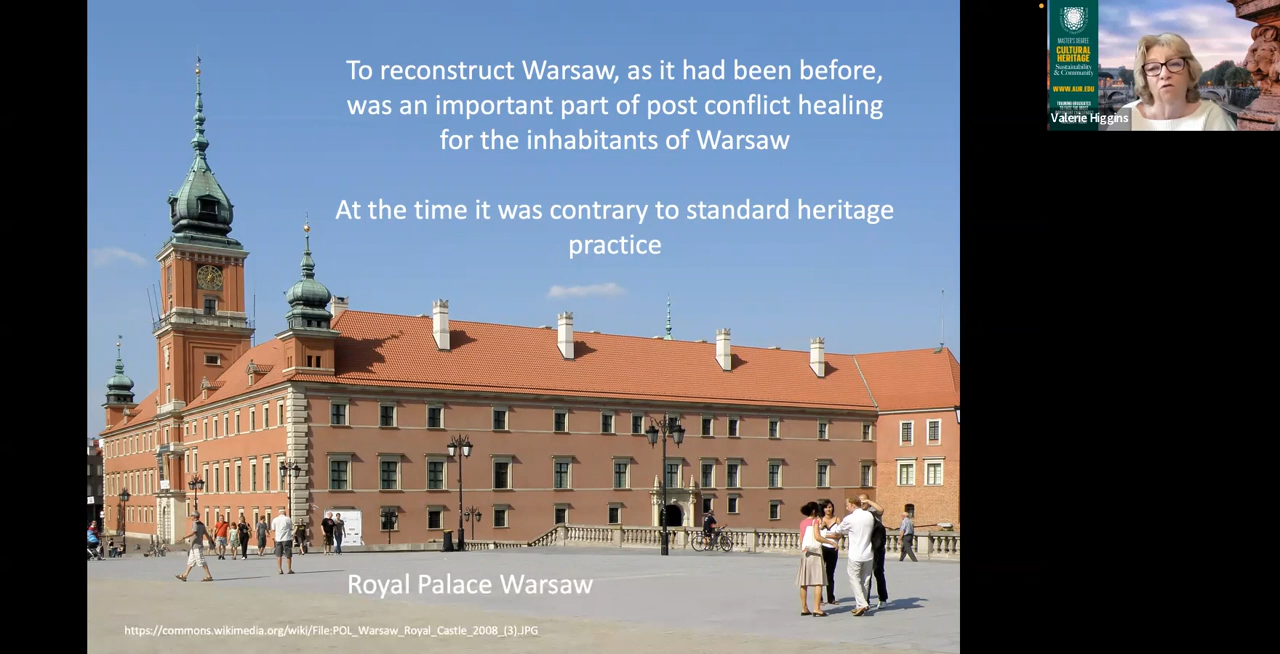 To reconstruct Warsaw, as it had been before,
was an important part of post conflict healing
for the inhabitants of Warsaw
At the time it was contrary to standard heritage
practice
Royal Palace Warsaw
https://commons.wikimedia.org/wiki/File:POL_Warsaw_Royal_Castle_2008_(3).JPG
MASTER'S DEGREE
CULTURAL
HERITAGE
Sustainability
& Community
WWW.AUR.EDU
Valerie Higgins